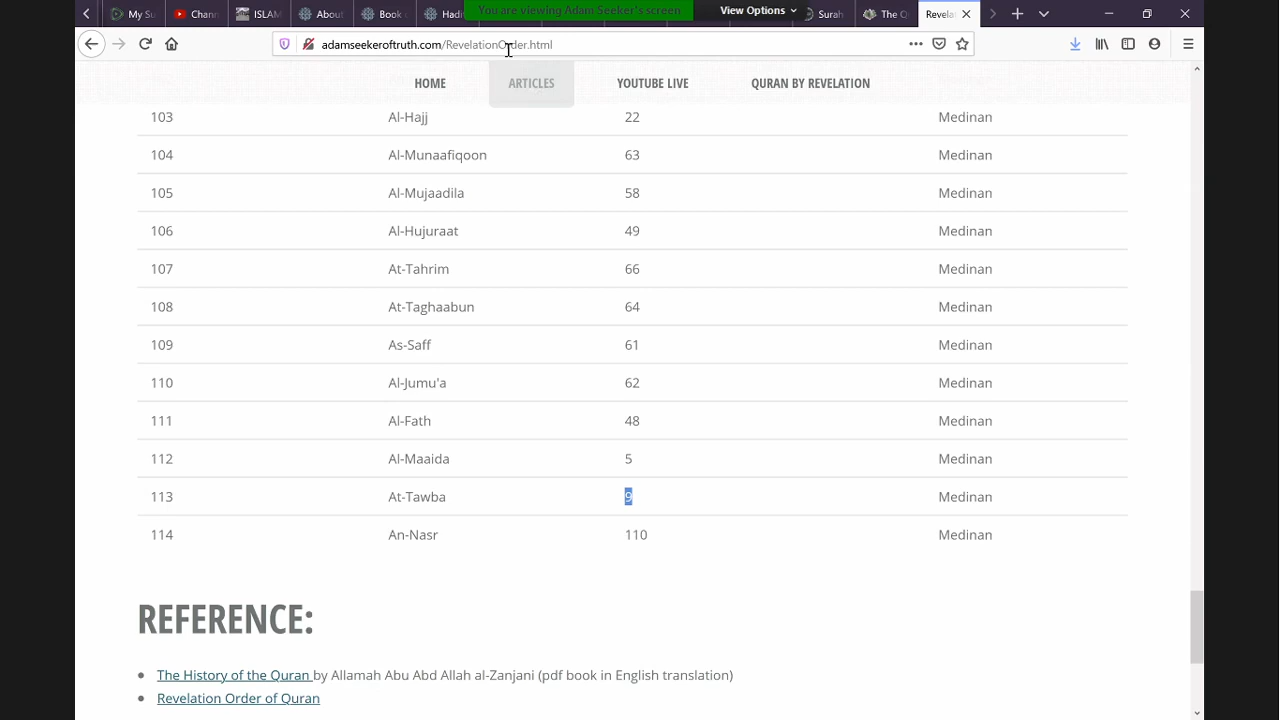 My Su
Chann
ISLAM
About
Book
Hadi
You are viewing Adam Seeker's screen
View Options
Surah
The Q
Revela
adamseekeroftruth.com/RevelationOrder.html
HOME ARTICLES YOUTUBE LIVE QURAN BY REVELATION
103 Al-Hajj 22 Medinan
104 Al-Munaafiqoon 63 Medinan
105 Al-Mujaadila 58 Medinan
106 Al-Hujuraat 49 Medinan
107 At-Tahrim 66 Medinan
108 At-Taghaabun 64 Medinan
109 As-Saff 61 Medinan
110 Al-Jumu'a 62 Medinan
111 Al-Fath 48 Medinan
112 Al-Maaida 5 Medinan
113 At-Tawba 9 Medinan
114 An-Nasr 110 Medinan
REFERENCE:
• The History of the Quran by Allamah Abu Abd Allah al-Zanjani (pdf book in English translation)
• Revelation Order of Quran